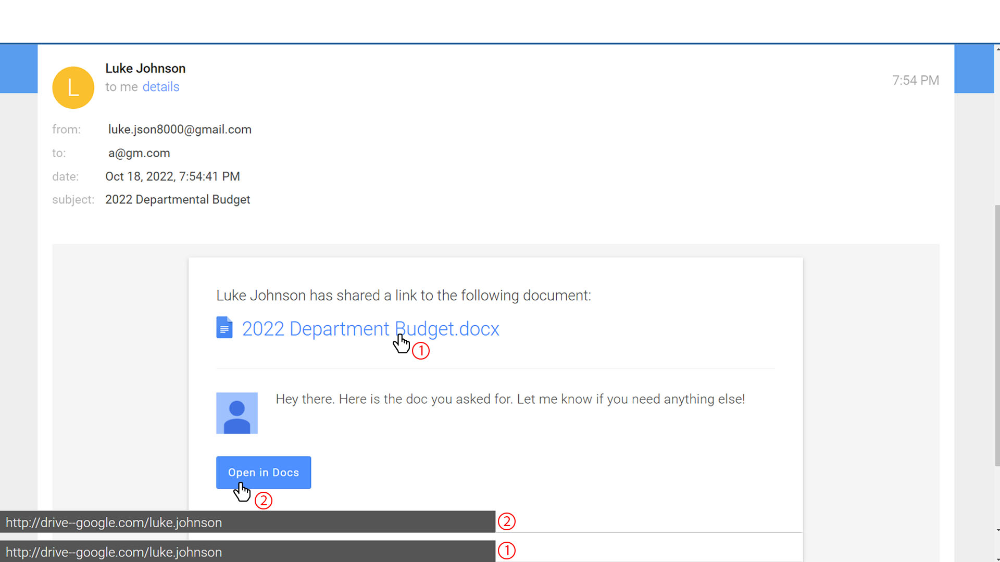 L
Luke Johnson
to me details
7:54 PM
from: luke.json8000@gmail.com
to: a@gm.com
date: Oct 18, 2022, 7:54:41 PM
subject: 2022 Departmental Budget
Luke Johnson has shared a link to the following document:
2022 Department Budget.docx
1
Hey there. Here is the doc you asked for. Let me know if you need anything else!
Open in Docs
2
http://drive--google.com/luke.johnson 2
http://drive--google.com/luke.johnson 1